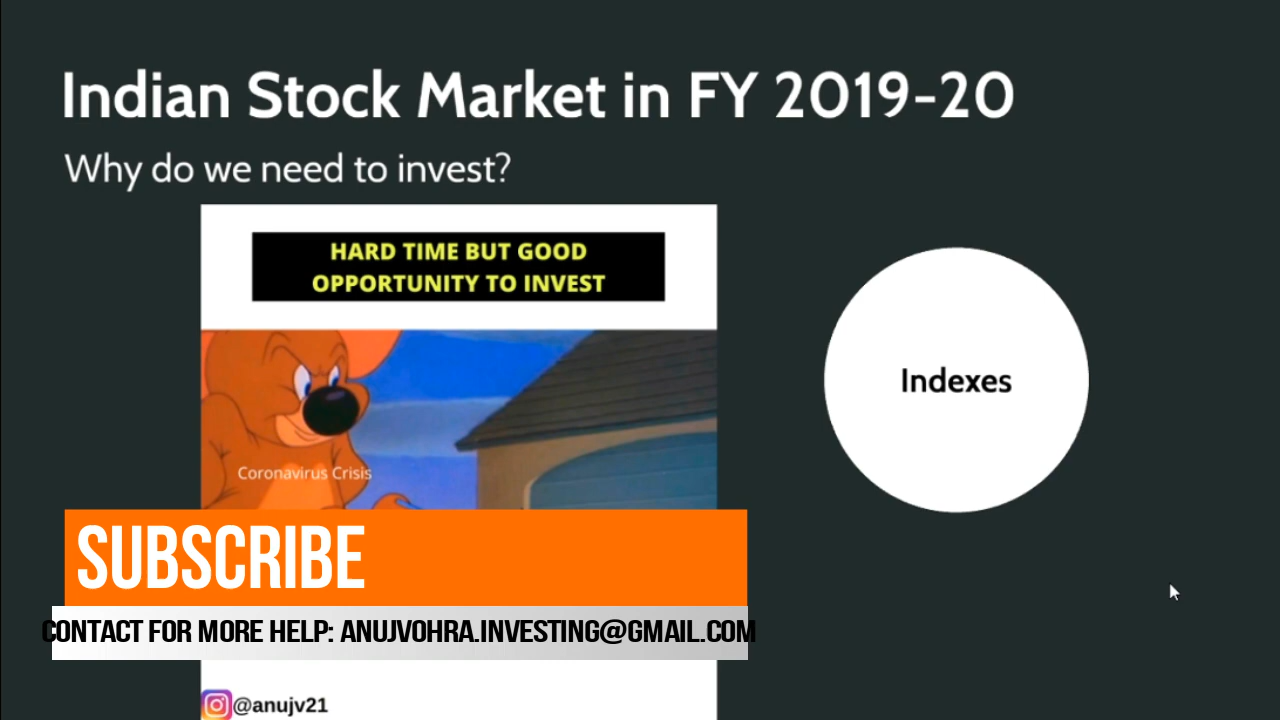 Indian Stock Market in FY 2019-20
Why do we need to invest?
HARD TIME BUT GOOD
OPPORTUNITY TO INVEST
Indexes
Coronavirus Crisis
SUBSCRIBE
CONTACT FOR MORE HELP: ANUJVOHRA.INVESTING@GMAIL.COM
@anujv21